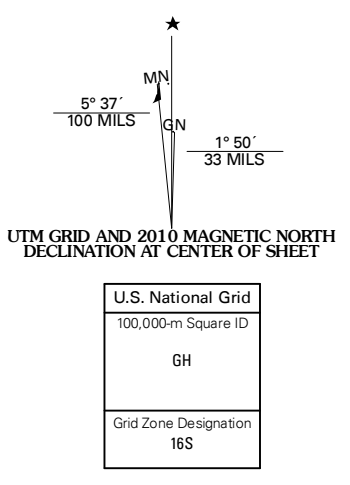 MN
5° 37´
100 MILS
GN
1° 50´
33 MILS
UTM GRID AND 2010 MAGNETIC NORTH
DECLINATION AT CENTER OF SHEET
U.S. National Grid
100,000-m Square ID
GH
Grid Zone Designation
16S